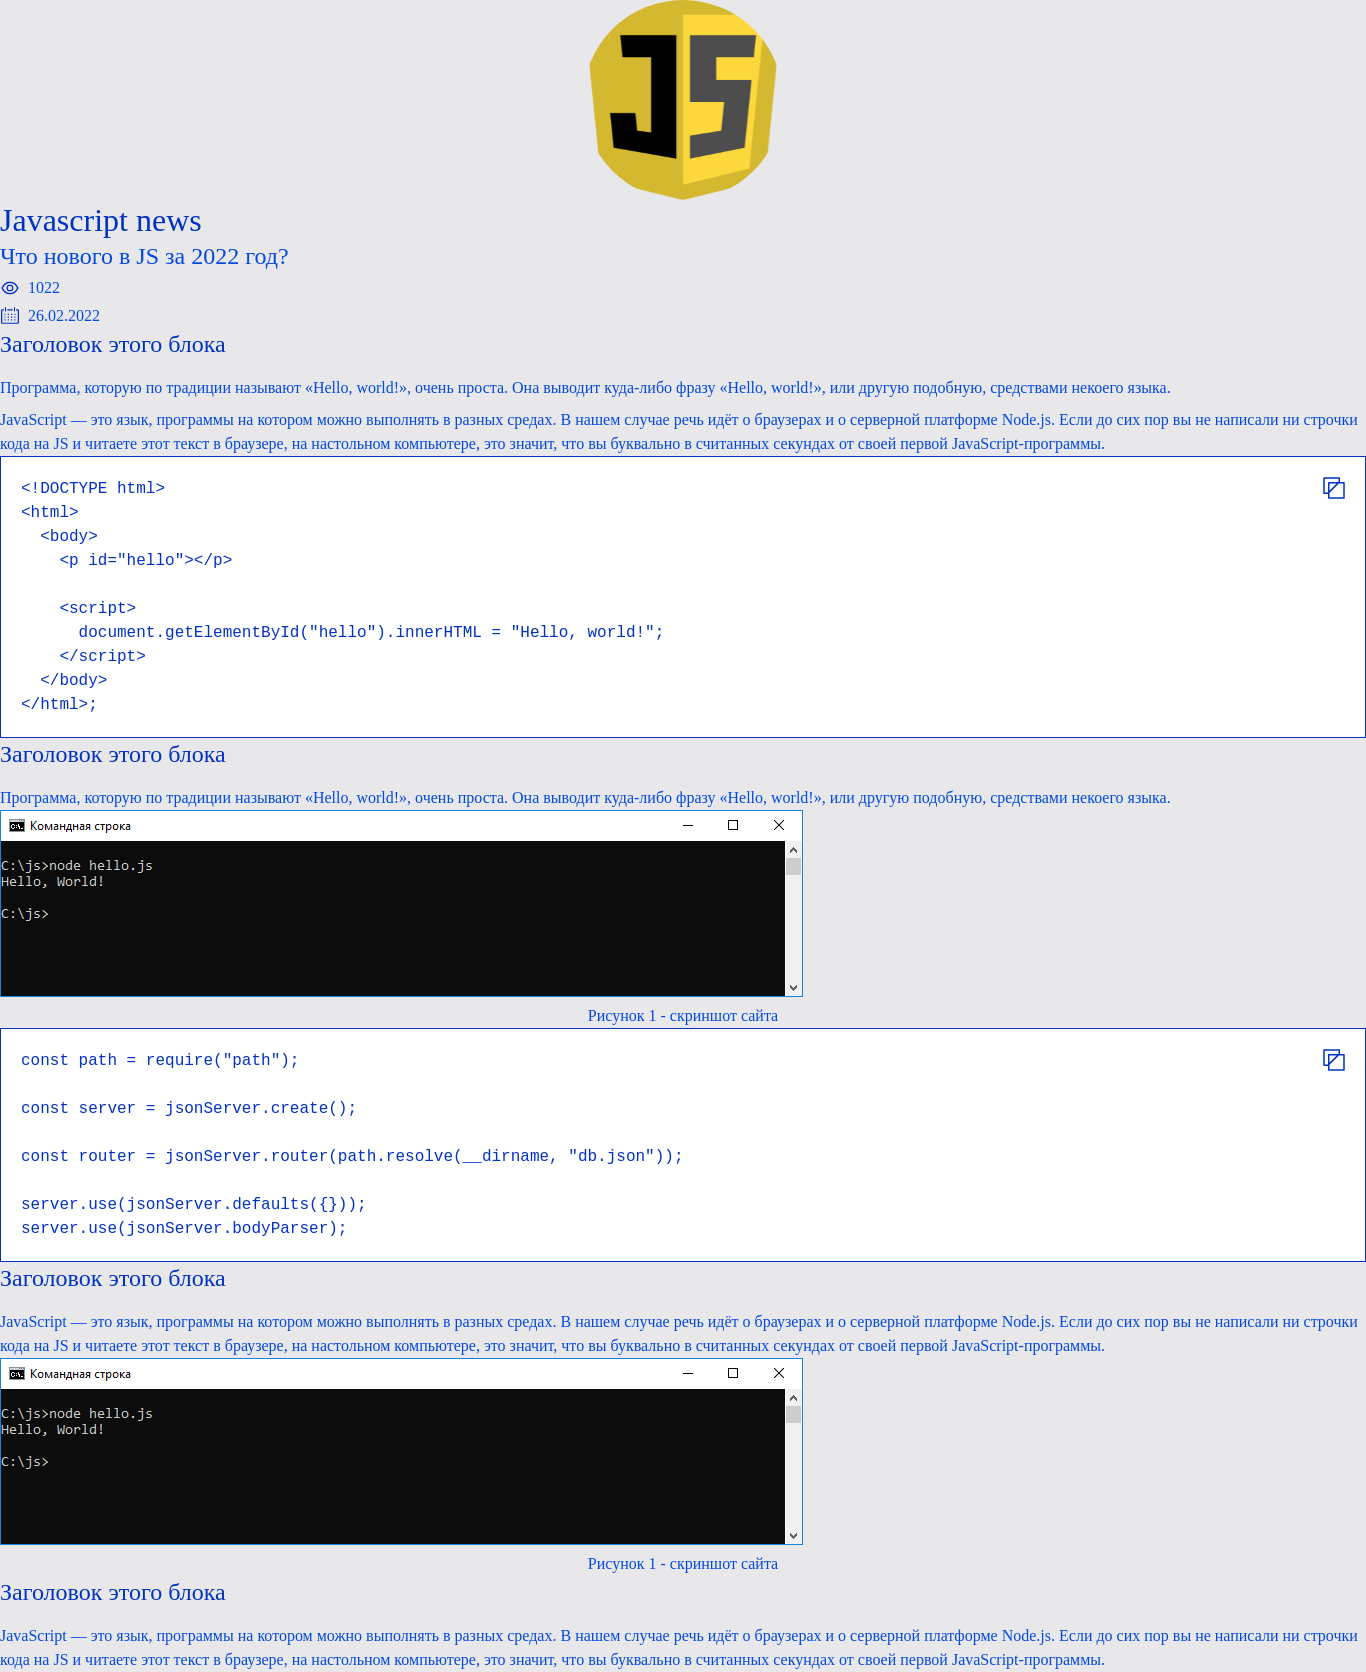 JS
Javascript news
Что нового в JS за 2022 год?
1022
26.02.2022
Заголовок этого блока
Программа, которую по традиции называют «Hello, world!», очень проста. Она выводит куда-либо фразу «Hello, world!», или другую подобную, средствами некоего языка.
JavaScript — это язык, программы на котором можно выполнять в разных средах. В нашем случае речь идёт о браузерах и о серверной платформе Node.js. Если до сих пор вы не написали ни строчки
кода на JS и читаете этот текст в браузере, на настольном компьютере, это значит, что вы буквально в считанных секундах от своей первой JavaScript-программы.
<!DOCTYPE html>
<html>
  <body>
    <p id="hello"></p>
    <script>
      document.getElementById("hello").innerHTML = "Hello, world!";
    </script>
  </body>
</html>;
Заголовок этого блока
Программа, которую по традиции называют «Hello, world!», очень проста. Она выводит куда-либо фразу «Hello, world!», или другую подобную, средствами некоего языка.
Командная строка
C:\js>node hello.js
Hello, World!
C:\js>
Рисунок 1 - скриншот сайта
const path = require("path");
const server = jsonServer.create();
const router = jsonServer.router(path.resolve(__dirname, "db.json"));
server.use(jsonServer.defaults({}));
server.use(jsonServer.bodyParser);
Заголовок этого блока
JavaScript — это язык, программы на котором можно выполнять в разных средах. В нашем случае речь идёт о браузерах и о серверной платформе Node.js. Если до сих пор вы не написали ни строчки
кода на JS и читаете этот текст в браузере, на настольном компьютере, это значит, что вы буквально в считанных секундах от своей первой JavaScript-программы.
Командная строка
C:\js>node hello.js
Hello, World!
C:\js>
Рисунок 1 - скриншот сайта
Заголовок этого блока
JavaScript — это язык, программы на котором можно выполнять в разных средах. В нашем случае речь идёт о браузерах и о серверной платформе Node.js. Если до сих пор вы не написали ни строчки
кода на JS и читаете этот текст в браузере, на настольном компьютере, это значит, что вы буквально в считанных секундах от своей первой JavaScript-программы.